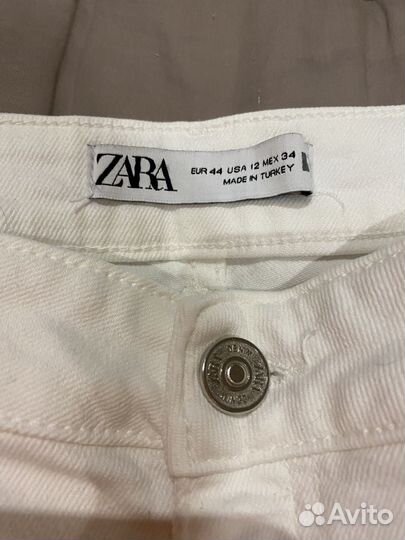 ZARA
EUR 44 USA 12 MEX 34
MADE IN TURKEY
Avito